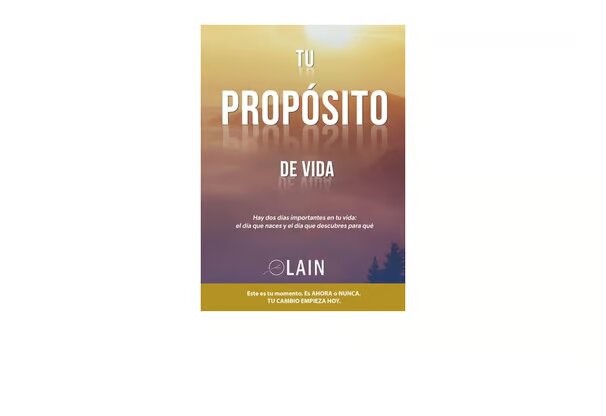 TU
PROPÓSITO
DE VIDA
Hay dos días importantes en tu vida:
el día que naces y el día que descubres para qué
LAIN
Este es tu momento. Es AHORA o NUNCA.
TU CAMBIO EMPIEZA HOY.